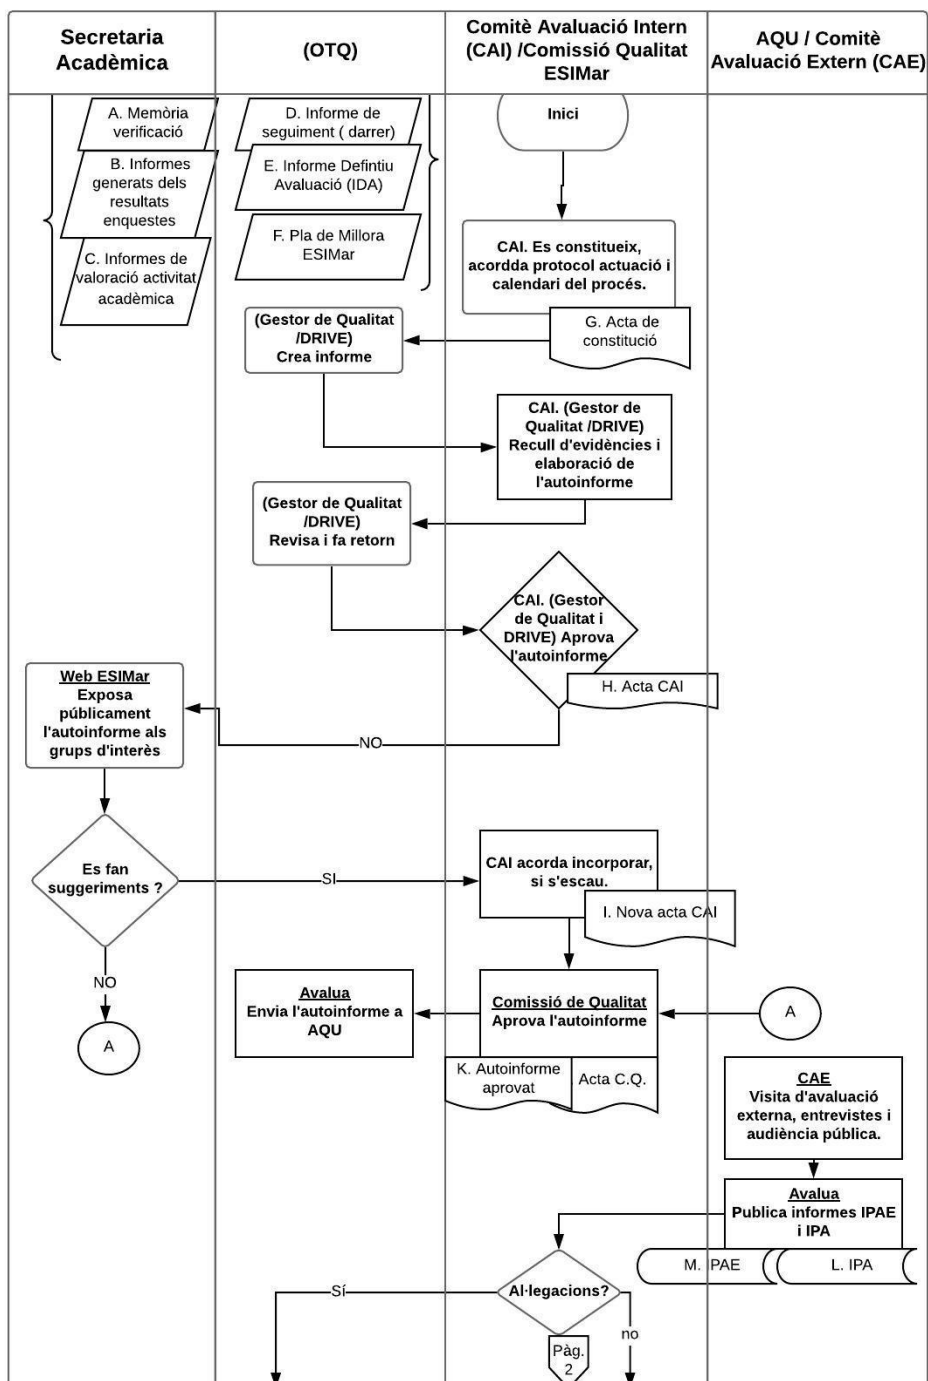 Secretaria
Acadèmica
(OTQ)
Comitè Avaluació Intern
(CAI) /Comissió Qualitat
ESIMar
AQU / Comitè
Avaluació Extern (CAE)
A. Memòria
verificació
B. Informes
generats dels
resultats
enquestes
C. Informes de
valoració activitat
acadèmica
D. Informe de
seguiment ( darrer)
E. Informe Defintiu
Avaluació (IDA)
F. Pla de Millora
ESIMar
Inici
CAI. Es constitueix,
acordda protocol actuació i
calendari del procés.
G. Acta de
constitució
(Gestor de Qualitat
/DRIVE)
Crea informe
CAI. (Gestor de
Qualitat /DRIVE)
Recull d'evidències i
elaboració de
l'autoinforme
(Gestor de Qualitat
/DRIVE)
Revisa i fa retorn
CAI. (Gestor
de Qualitat i
DRIVE) Aprova
l'autoinforme
H. Acta CAI
NO
Web ESIMar
Exposa
públicament
l'autoinforme als
grups d'interès
Es fan
suggeriments ?
SI
CAI acorda incorporar,
si s'escau.
I. Nova acta CAI
NO
A
Avalua
Envia l'autoinforme a
AQU
Comissió de Qualitat
Aprova l'autoinforme
A
K. Autoinforme
aprovat
Acta C.Q.
CAE
Visita d'avaluació
externa, entrevistes i
audiència pública.
Avalua
Publica informes IPAE
i IPA
M. IPAE
L. IPA
Al·legacions?
Sí
no
Pàg.
2